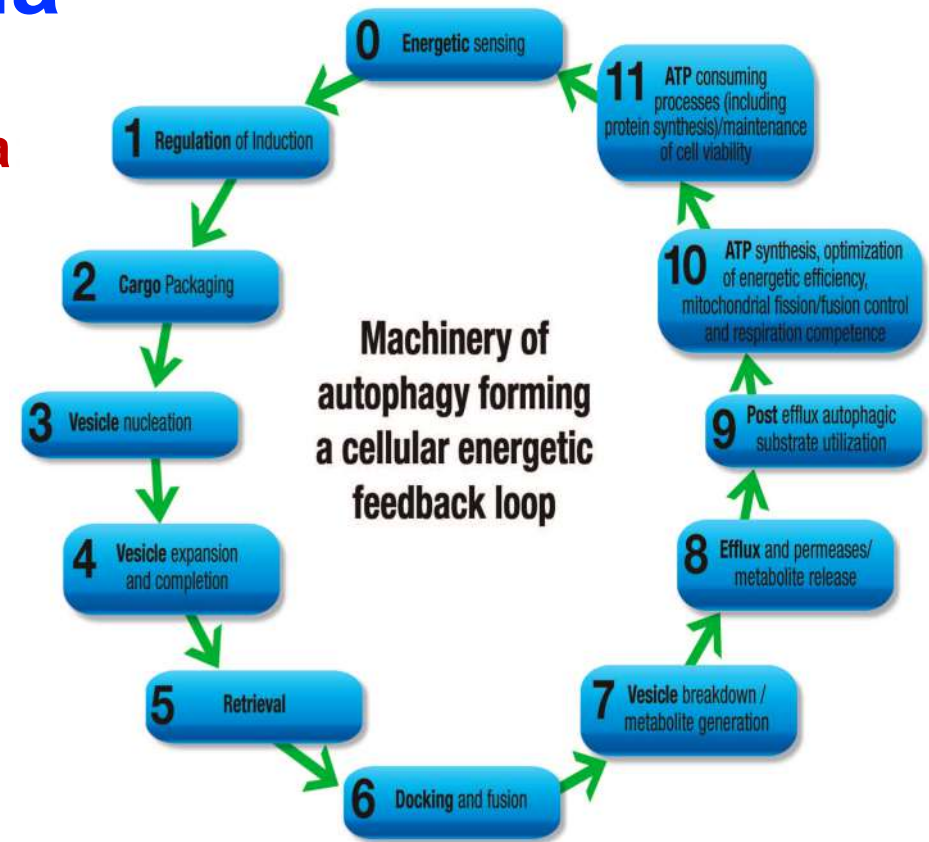 0 Energetic sensing
1 Regulation of Induction
2 Cargo Packaging
3 Vesicle nucleation
4 Vesicle expansion
and completion
5 Retrieval
6 Docking and fusion
7 Vesicle breakdown /
metabolite generation
8 Efflux and permeases/
metabolite release
9 Post efflux autophagic
substrate utilization
10 ATP synthesis, optimization
of energetic efficiency,
mitochondrial fission/fusion control
and respiration competence
11 ATP consuming
processes (including
protein synthesis)/maintenance
of cell viability
Machinery of
autophagy forming
a cellular energetic
feedback loop